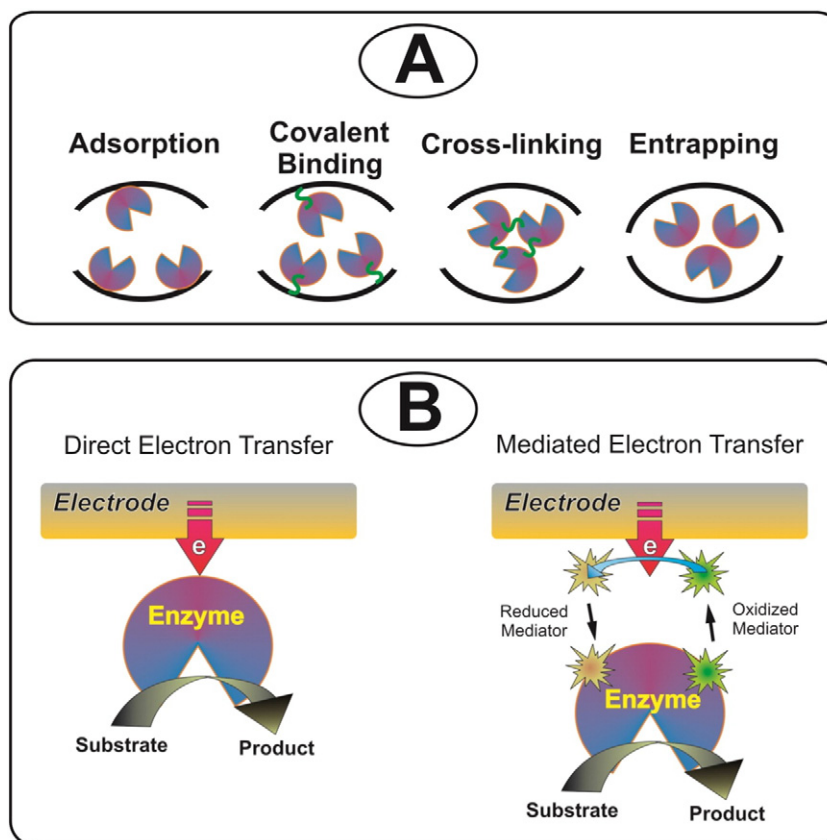 A
Adsorption
Covalent
Binding
Cross-linking
Entrapping
B
Direct Electron Transfer
Electrode
e
Enzyme
Substrate
Product
Mediated Electron Transfer
Electrode
e
Reduced
Mediator
Oxidized
Mediator
Enzyme
Substrate
Product